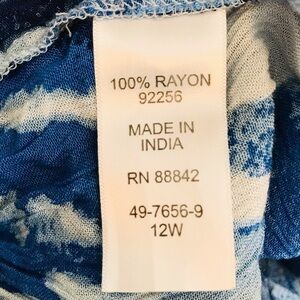 100% RAYON
92256
MADE IN
INDIA
RN 88842
49-7656-9
12W